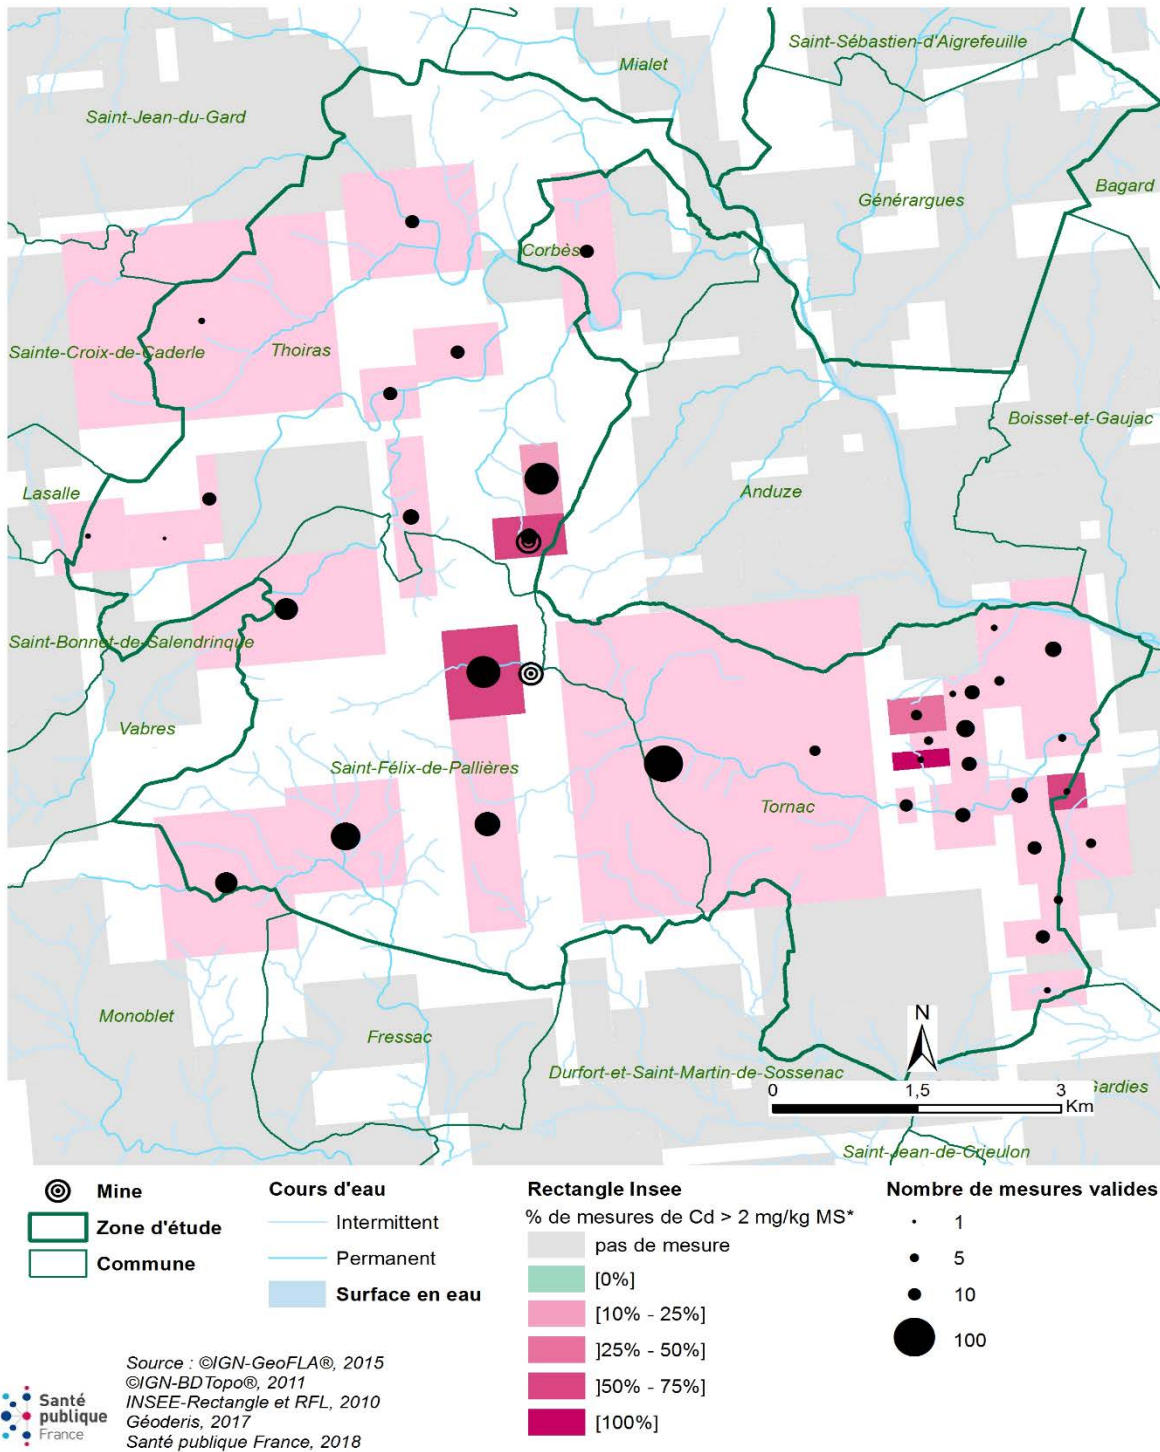 Saint-Sébastien-d'Aigrefeuille
Mialet
Saint-Jean-du-Gard
Bagard
Générargues
Corbès
Sainte-Croix-de-Caderle
Thoiras
Boisset-et-Gaujac
Lasalle
Anduze
Saint-Bonnet-de-Salendrinque
Vabres
Saint-Félix-de-Pallières
Tornac
Monoblet
Fressac
N
Durfort-et-Saint-Martin-de-Sossenac
0 1,5 3
Km
Gardies
Saint-Jean-de-Crieulon
Mine
Zone d'étude
Commune
Cours d'eau
Intermittent
Permanent
Surface en eau
Rectangle Insee
% de mesures de Cd > 2 mg/kg MS*
pas de mesure
[0%]
[10% - 25%]
]25% - 50%]
]50% - 75%]
[100%]
Nombre de mesures valides
1
5
10
100
Santé
publique
France
Source : ©IGN-GeoFLA®, 2015
©IGN-BDTopo®, 2011
INSEE-Rectangle et RFL, 2010
Géoderis, 2017
Santé publique France, 2018